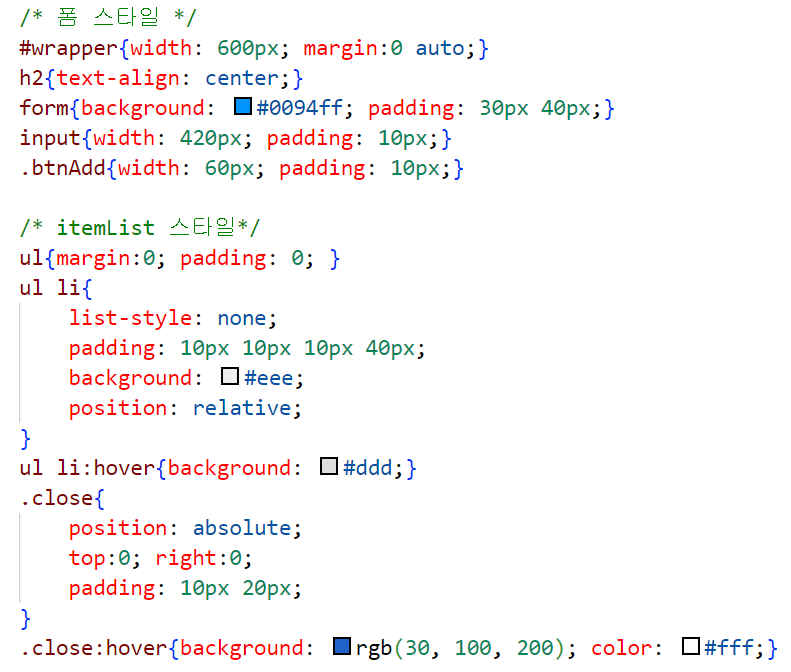 /* 폼 스타일 */
#wrapper{width: 600px; margin:0 auto;}
h2{text-align: center;}
form{background: #0094ff; padding: 30px 40px;}
input{width: 420px; padding: 10px;}
.btnAdd{width: 60px; padding: 10px;}
/* itemList 스타일*/
ul{margin:0; padding: 0; }
ul li{
    list-style: none;
    padding: 10px 10px 10px 40px;
    background: #eee;
    position: relative;
}
ul li:hover{background: #ddd;}
.close{
    position: absolute;
    top:0; right:0;
    padding: 10px 20px;
}
.close:hover{background: rgb(30, 100, 200); color: #fff;}